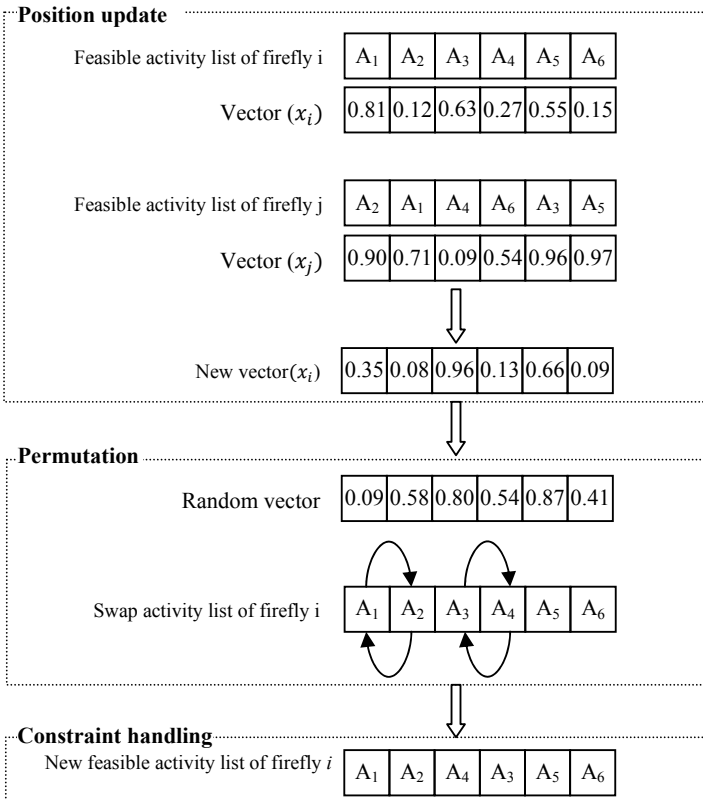 Position update
Feasible activity list of firefly i A₁ A₂ A₃ A₄ A₅ A₆
Vector (𝑥ᵢ) 0.81 0.12 0.63 0.27 0.55 0.15
Feasible activity list of firefly j A₂ A₁ A₄ A₆ A₃ A₅
Vector (𝑥ⱼ) 0.90 0.71 0.09 0.54 0.96 0.97
New vector(𝑥ᵢ) 0.35 0.08 0.96 0.13 0.66 0.09
Permutation
Random vector 0.09 0.58 0.80 0.54 0.87 0.41
Swap activity list of firefly i A₁ A₂ A₃ A₄ A₅ A₆
Constraint handling
New feasible activity list of firefly i A₁ A₂ A₄ A₃ A₅ A₆